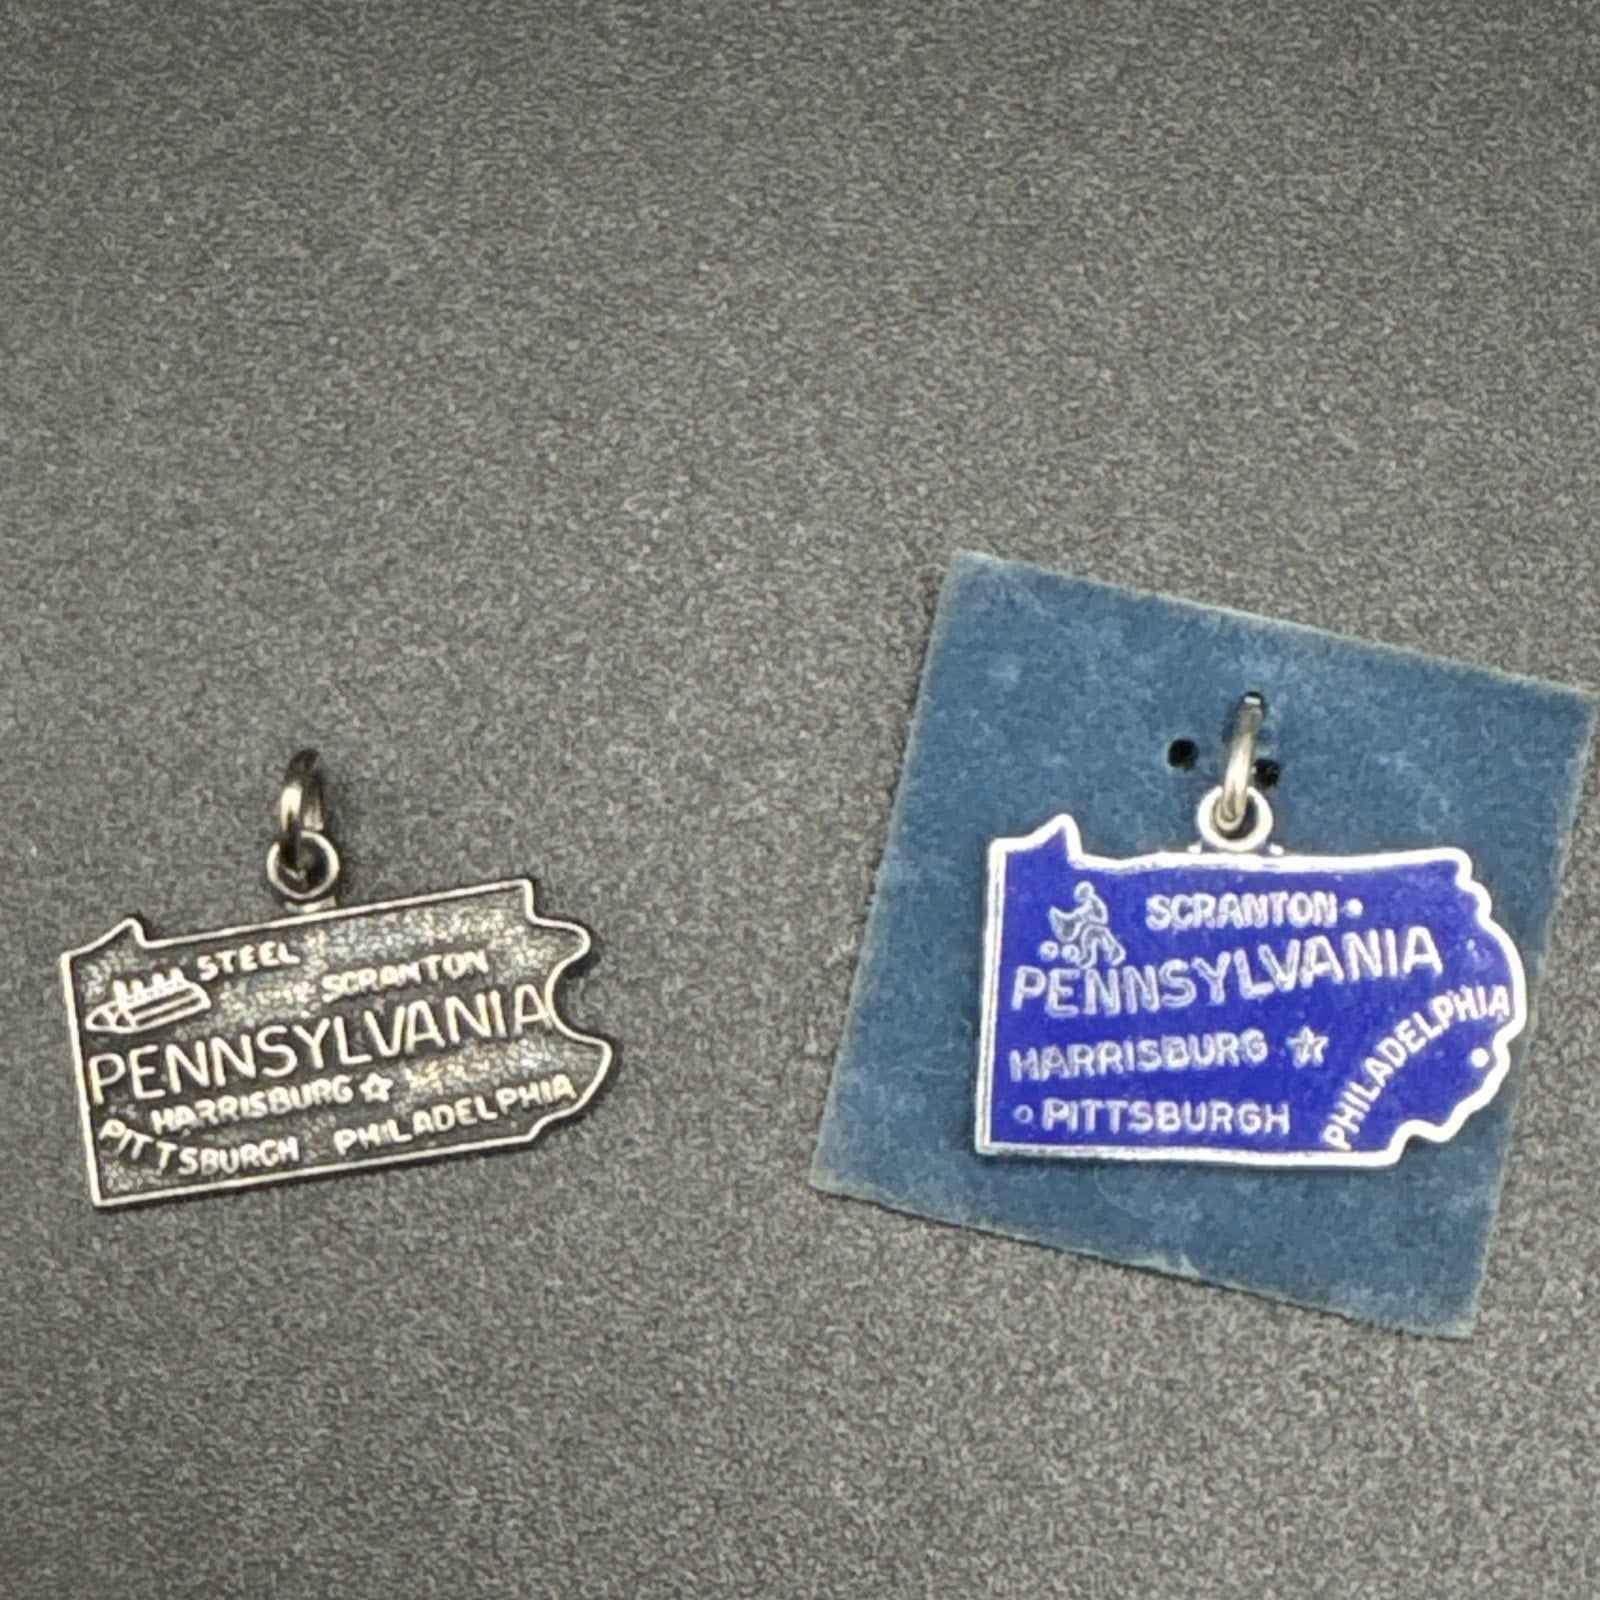 STEEL
SCRANTON
PENNSYLVANIA
HARRISBURG
PITTSBURGH PHILADELPHIA
SCRANTON
PENNSYLVANIA
HARRISBURG
PHILADELPHIA
PITTSBURGH